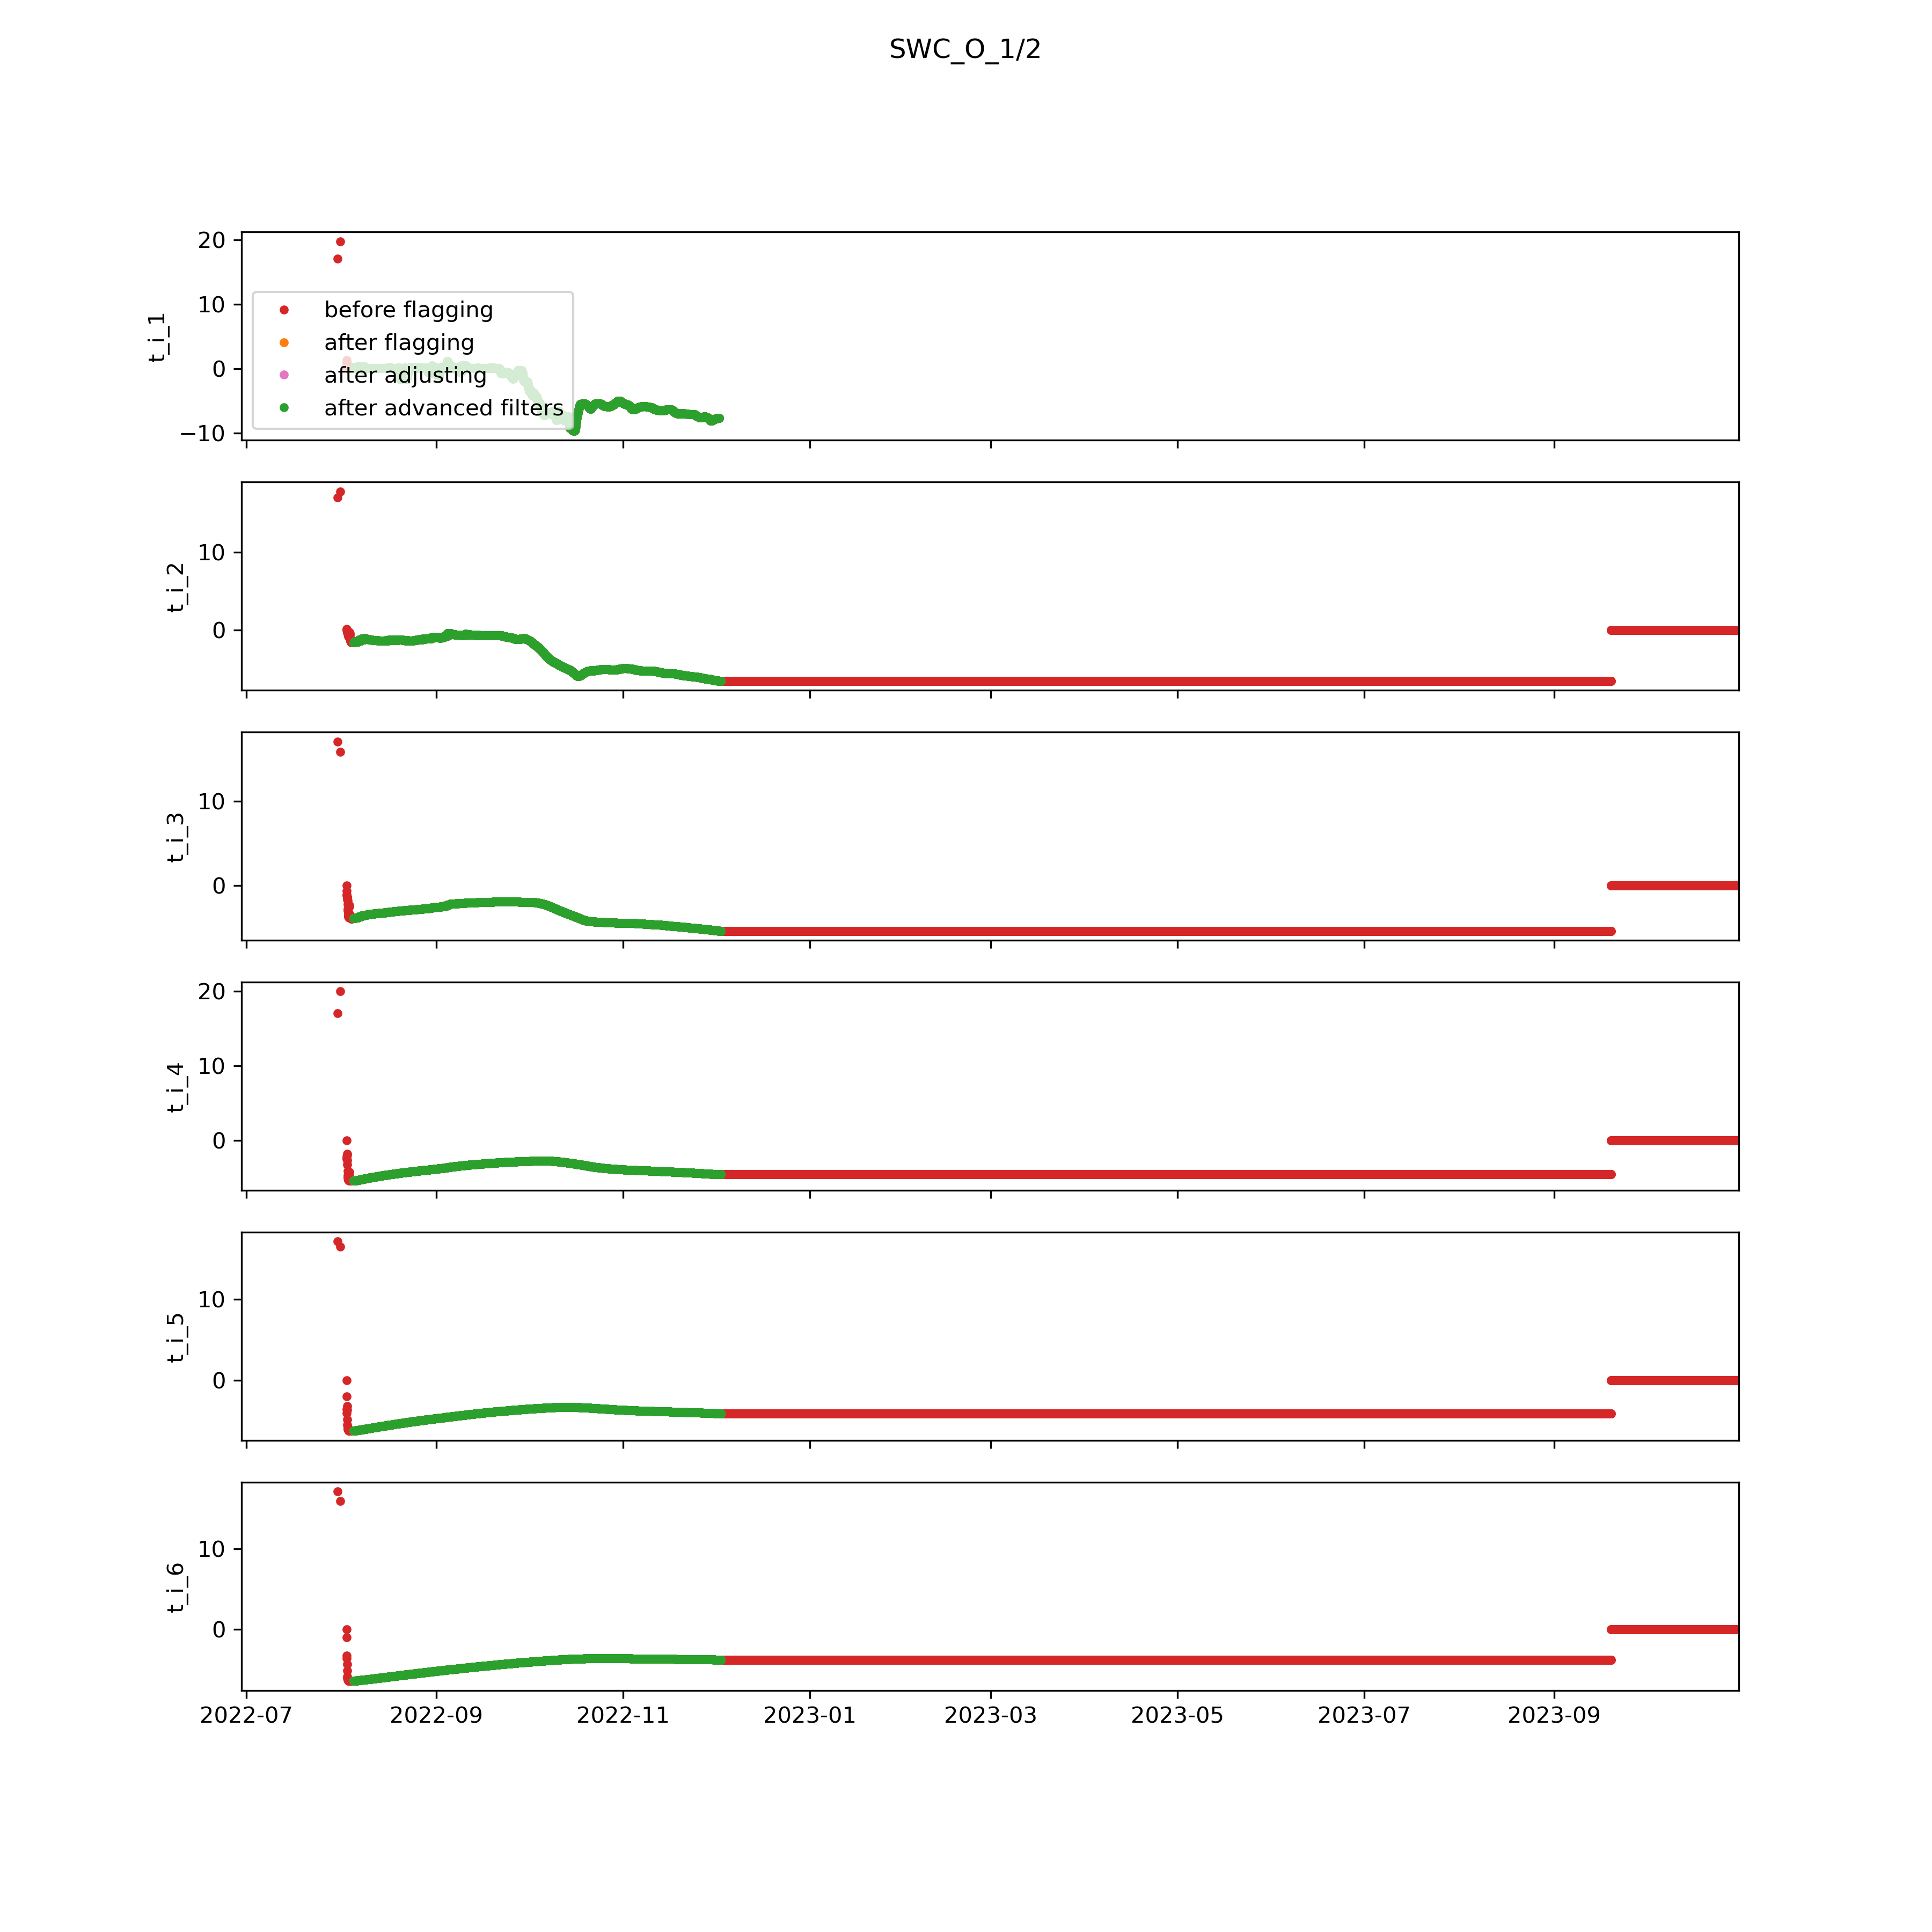 SWC_O_1/2
20
10
0
−10
t_i_1
before flagging
after flagging
after adjusting
after advanced filters
10
0
t_i_2
10
0
t_i_3
20
10
0
t_i_4
10
0
t_i_5
10
0
t_i_6
2022-07 2022-09 2022-11 2023-01 2023-03 2023-05 2023-07 2023-09